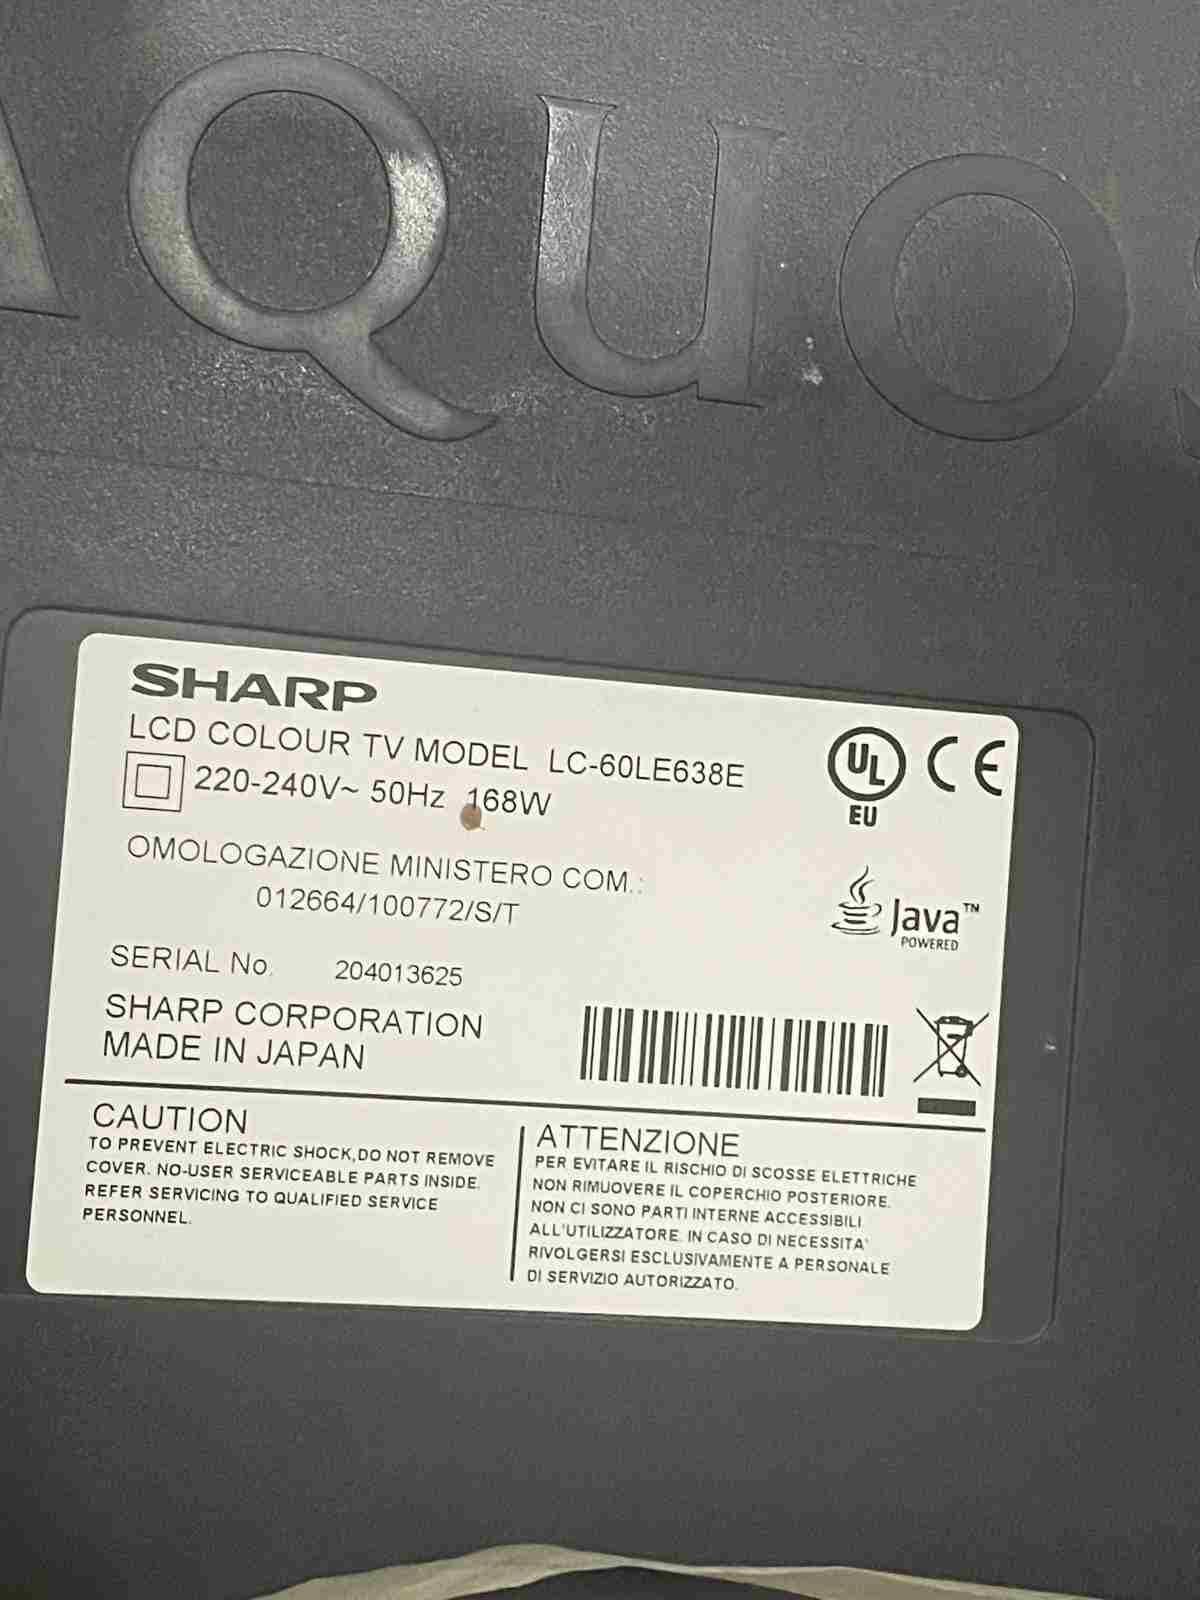 AQUOS
SHARP
LCD COLOUR TV MODEL LC-60LE638E
220-240V~ 50Hz 168W
UL
EU
CE
OMOLOGAZIONE MINISTERO COM.:
012664/100772/S/T
Java™
POWERED
SERIAL No. 204013625
SHARP CORPORATION
MADE IN JAPAN
CAUTION
TO PREVENT ELECTRIC SHOCK,DO NOT REMOVE
COVER. NO-USER SERVICEABLE PARTS INSIDE.
REFER SERVICING TO QUALIFIED SERVICE
PERSONNEL.
ATTENZIONE
PER EVITARE IL RISCHIO DI SCOSSE ELETTRICHE
NON RIMUOVERE IL COPERCHIO POSTERIORE.
NON CI SONO PARTI INTERNE ACCESSIBILI
ALL'UTILIZZATORE. IN CASO DI NECESSITA'
RIVOLGERSI ESCLUSIVAMENTE A PERSONALE
DI SERVIZIO AUTORIZZATO.